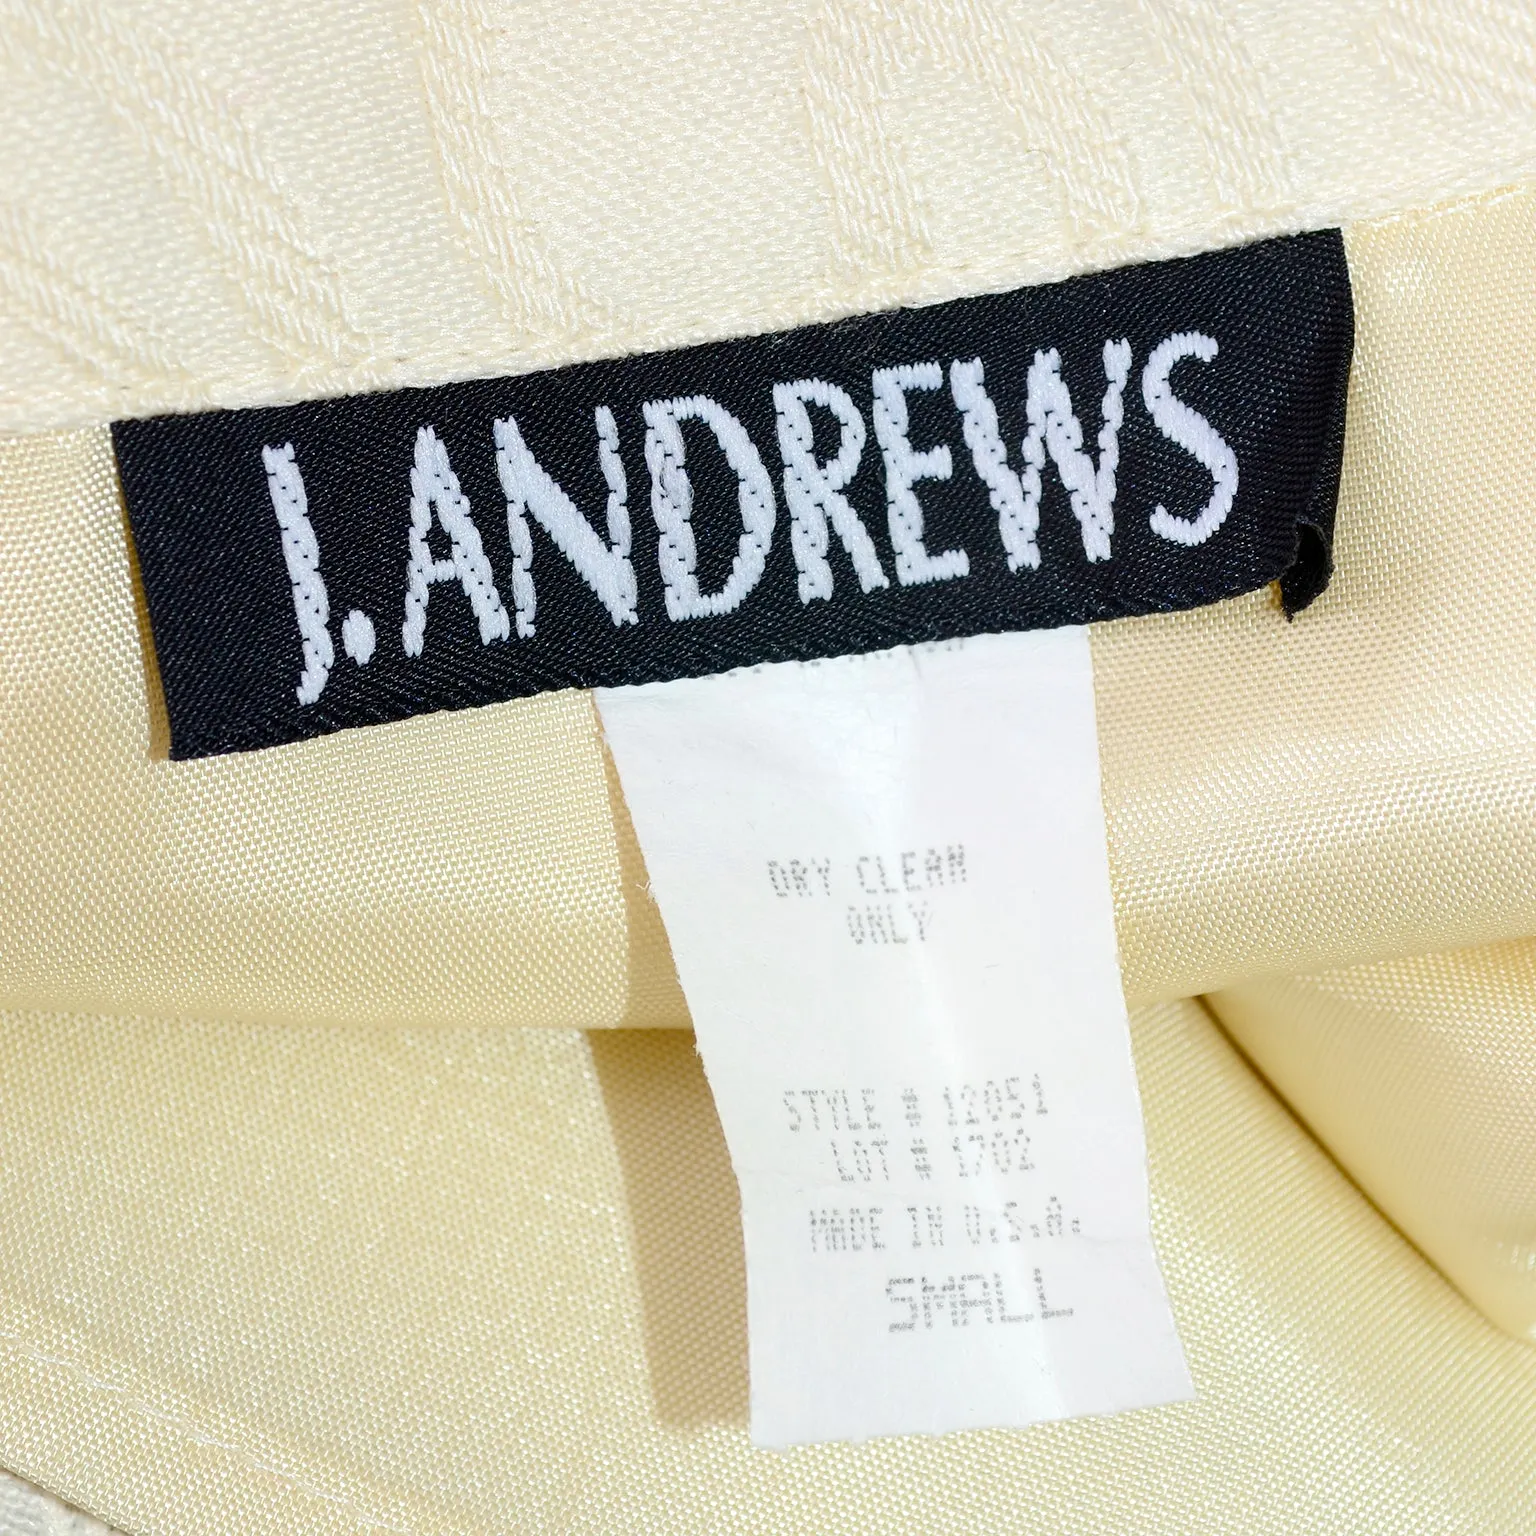 J. ANDREWS
DRY CLEAN
ONLY
STYLE # 12051
LOT # 1702
MADE IN U.S.A.
SMALL